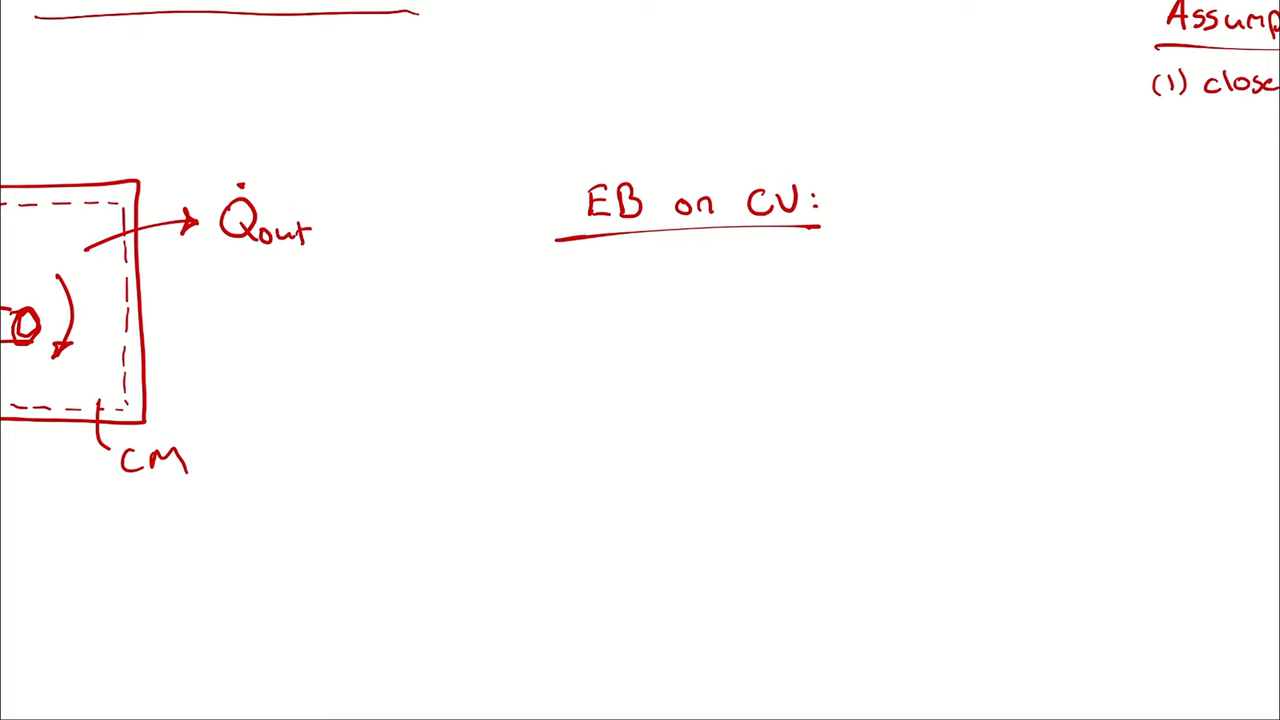 Assump
(1) close
Q̇out
EB on CV:
CM